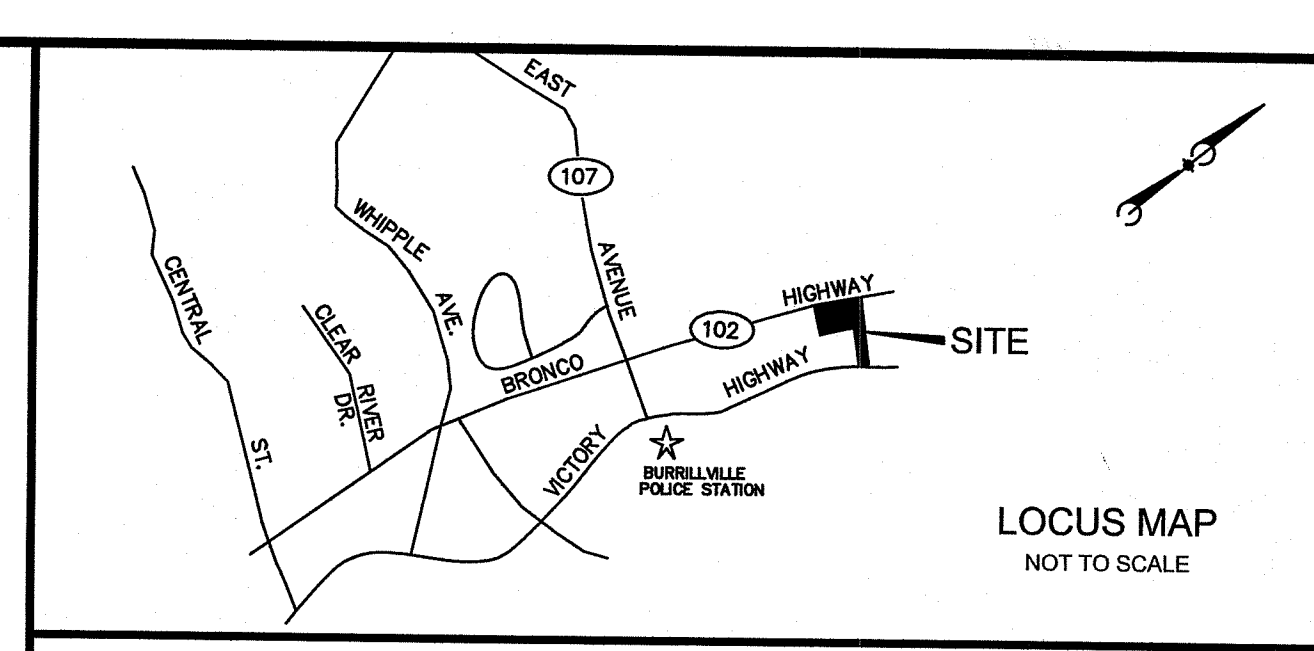 EAST
107
AVENUE
WHIPPLE
AVE.
CENTRAL
ST.
CLEAR
RIVER
DR.
BRONCO
102
HIGHWAY
SITE
VICTORY
HIGHWAY
BURRILLVILLE
POLICE STATION
LOCUS MAP
NOT TO SCALE